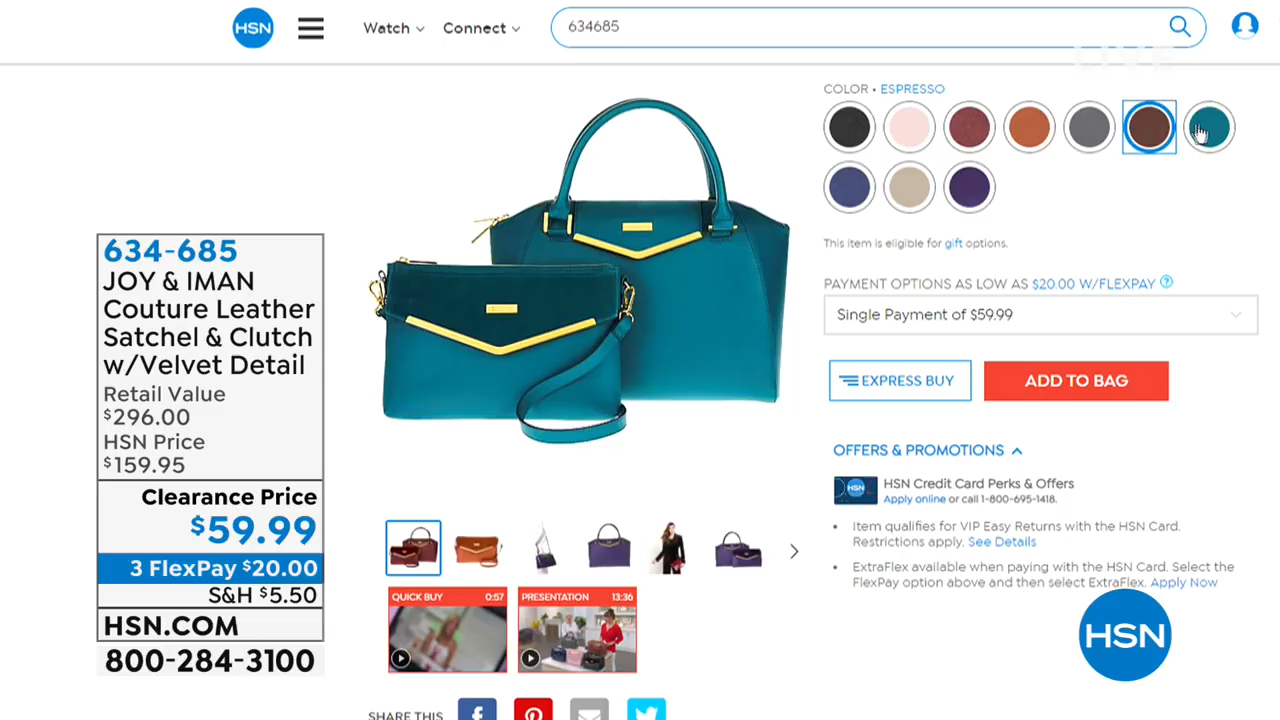 HSN
Watch
Connect
634685
LIVE
COLOR • ESPRESSO
This item is eligible for gift options.
PAYMENT OPTIONS AS LOW AS $20.00 W/FLEXPAY ?
Single Payment of $59.99
EXPRESS BUY
ADD TO BAG
OFFERS & PROMOTIONS
HSN
HSN Credit Card Perks & Offers
Apply online or call 1-800-695-1418.
• Item qualifies for VIP Easy Returns with the HSN Card.
Restrictions apply. See Details
• ExtraFlex available when paying with the HSN Card. Select the
FlexPay option above and then select ExtraFlex. Apply Now
634-685
JOY & IMAN
Couture Leather
Satchel & Clutch
w/Velvet Detail
Retail Value
$296.00
HSN Price
$159.95
Clearance Price
$59.99
3 FlexPay $20.00
S&H $5.50
HSN.COM
800-284-3100
QUICK BUY 0:57
PRESENTATION 13:36
SHARE THIS
HSN